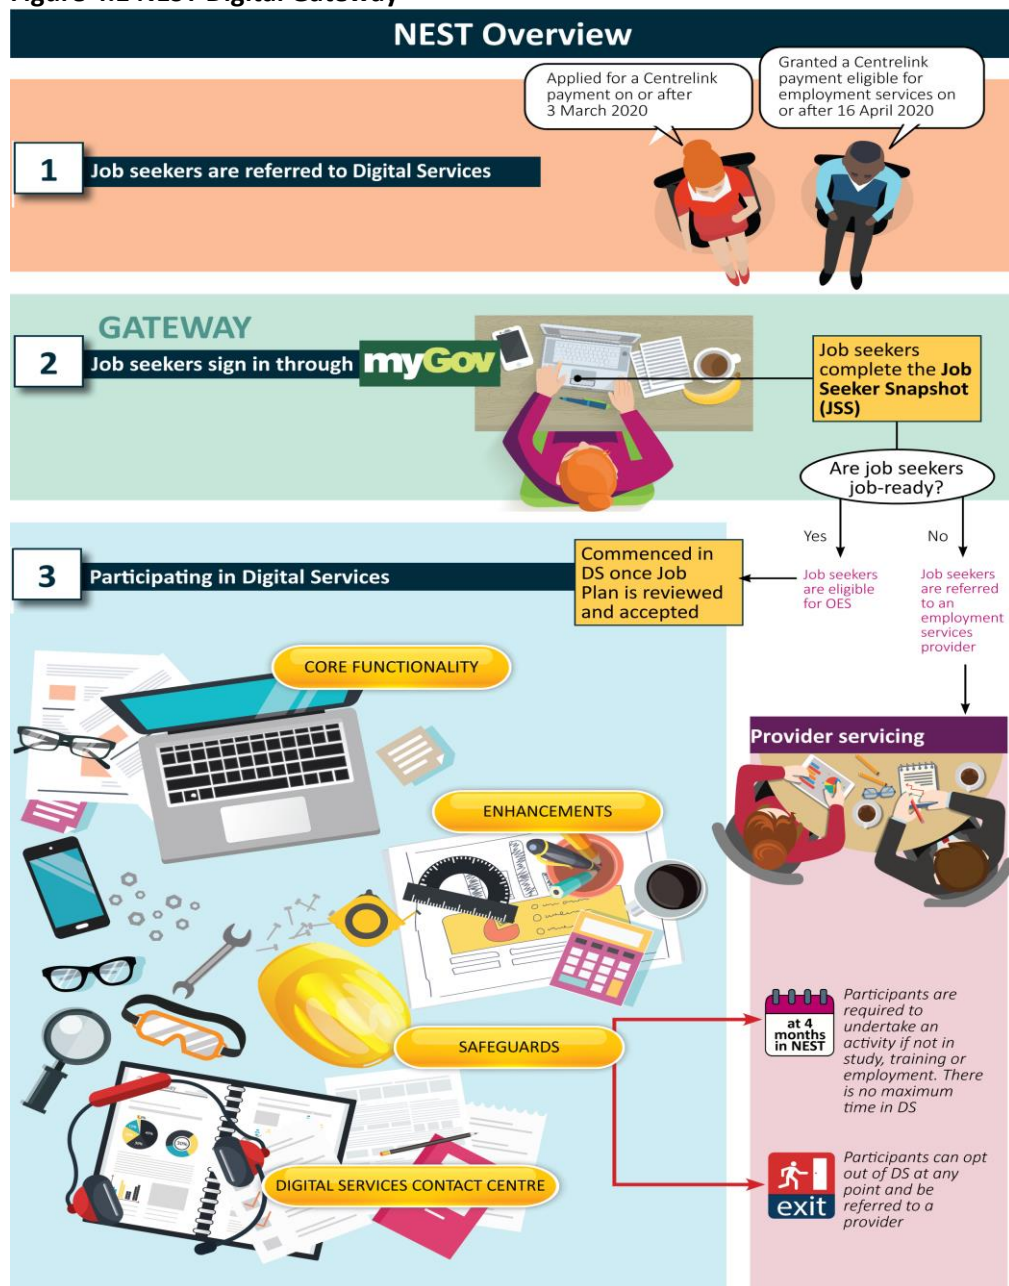 Figure 4.2 NEST Digital Gateway
NEST Overview
Applied for a Centrelink
payment on or after
3 March 2020
Granted a Centrelink
payment eligible for
employment services on
or after 16 April 2020
1
Job seekers are referred to Digital Services
GATEWAY
2
Job seekers sign in through
myGov
Job seekers
complete the Job
Seeker Snapshot
(JSS)
Are job seekers
job-ready?
Yes
No
Job seekers
are eligible
for OES
Job seekers
are referred
to an
employment
services
provider
3
Participating in Digital Services
Commenced in
DS once Job
Plan is reviewed
and accepted
CORE FUNCTIONALITY
ENHANCEMENTS
SAFEGUARDS
DIGITAL SERVICES CONTACT CENTRE
Provider servicing
at 4
months
in NEST
Participants are
required to
undertake an
activity if not in
study, training or
employment. There
is no maximum
time in DS
exit
Participants can opt
out of DS at any
point and be
referred to a
provider